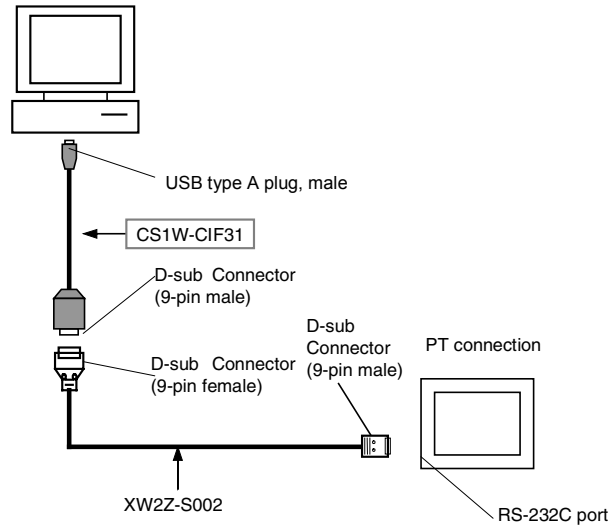 USB type A plug, male
CS1W-CIF31
D-sub Connector
(9-pin male)
D-sub Connector
(9-pin female)
D-sub
Connector
(9-pin male)
PT connection
XW2Z-S002
RS-232C port